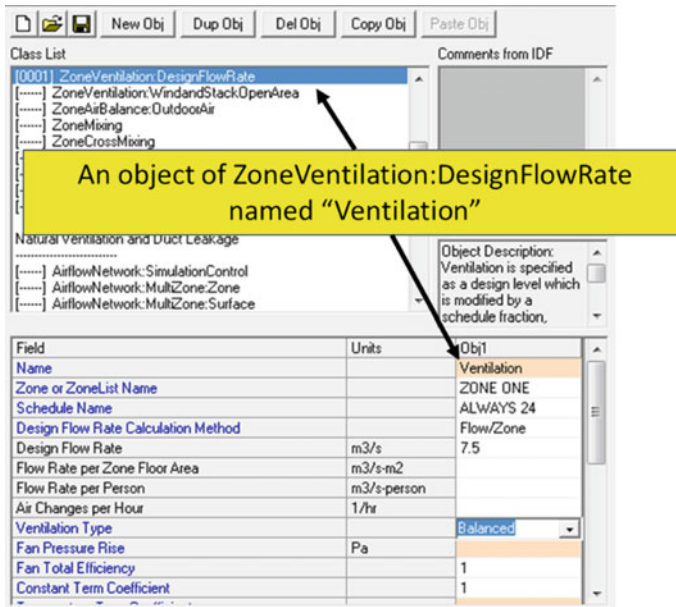 New Obj Dup Obj Del Obj Copy Obj Paste Obj
Class List Comments from IDF
[0001] ZoneVentilation:DesignFlowRate
[------] ZoneVentilation:WindandStackOpenArea
[------] ZoneAirBalance:OutdoorAir
[------] ZoneMixing
[------] ZoneCrossMixing
An object of ZoneVentilation:DesignFlowRate
named “Ventilation”
Natural Ventilation and Duct Leakage
------------------------
[------] AirflowNetwork:SimulationControl
[------] AirflowNetwork:MultiZone:Zone
[------] AirflowNetwork:MultiZone:Surface
Object Description:
Ventilation is specified
as a design level which
is modified by a
schedule fraction,
Field Units Obj1
Name Ventilation
Zone or ZoneList Name ZONE ONE
Schedule Name ALWAYS 24
Design Flow Rate Calculation Method Flow/Zone
Design Flow Rate m3/s 7.5
Flow Rate per Zone Floor Area m3/s-m2
Flow Rate per Person m3/s-person
Air Changes per Hour 1/hr
Ventilation Type Balanced
Fan Pressure Rise Pa
Fan Total Efficiency 1
Constant Term Coefficient 1